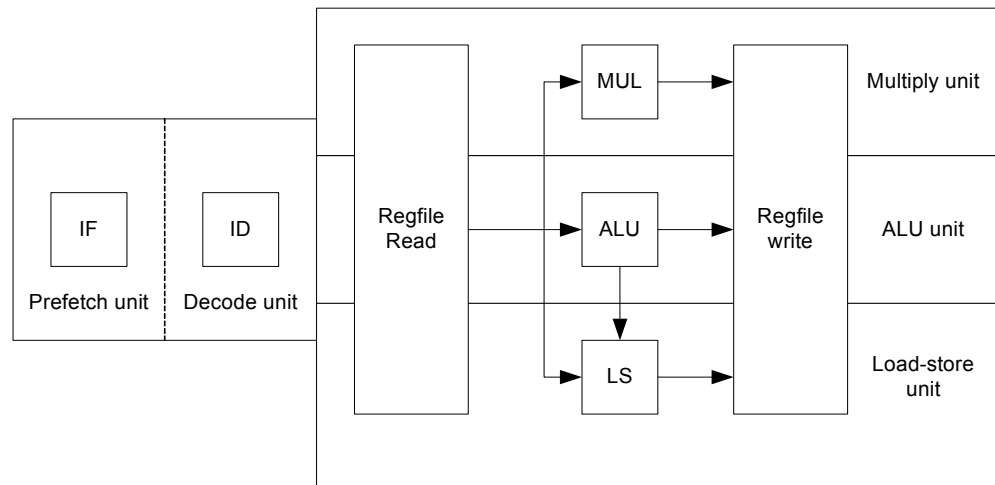 IF
Prefetch unit
ID
Decode unit
Regfile
Read
MUL
ALU
LS
Regfile
write
Multiply unit
ALU unit
Load-store
unit